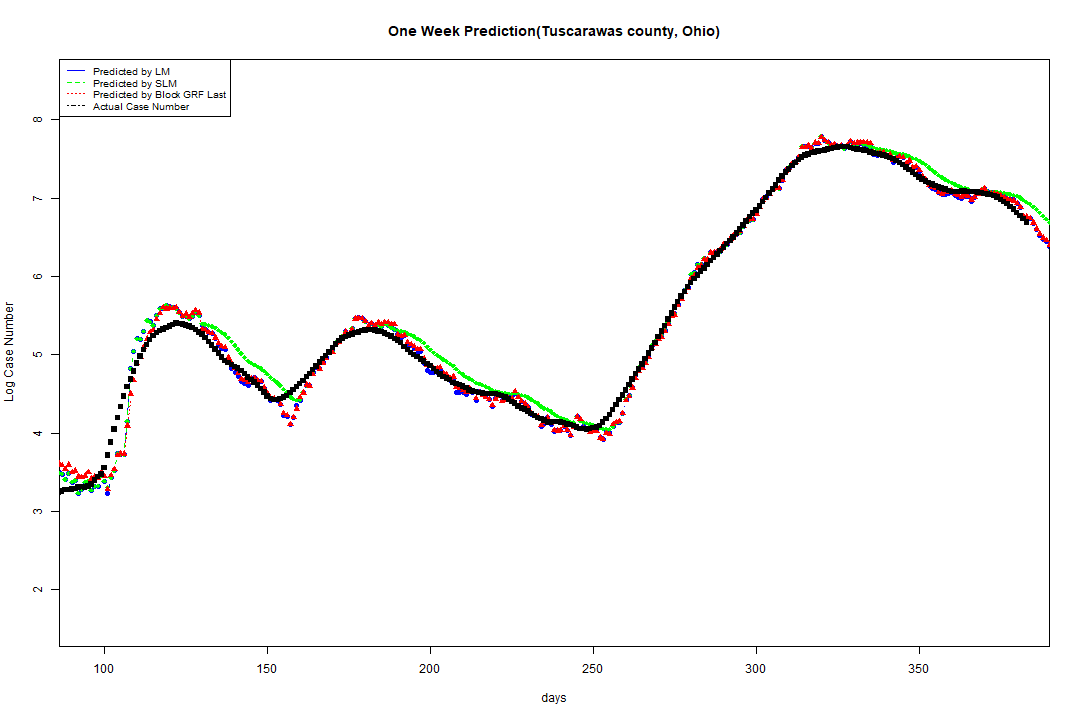 One Week Prediction(Tuscarawas county, Ohio)
Predicted by LM
Predicted by SLM
Predicted by Block GRF Last
Actual Case Number
Log Case Number
8
7
6
5
4
3
2
100 150 200 250 300 350
days